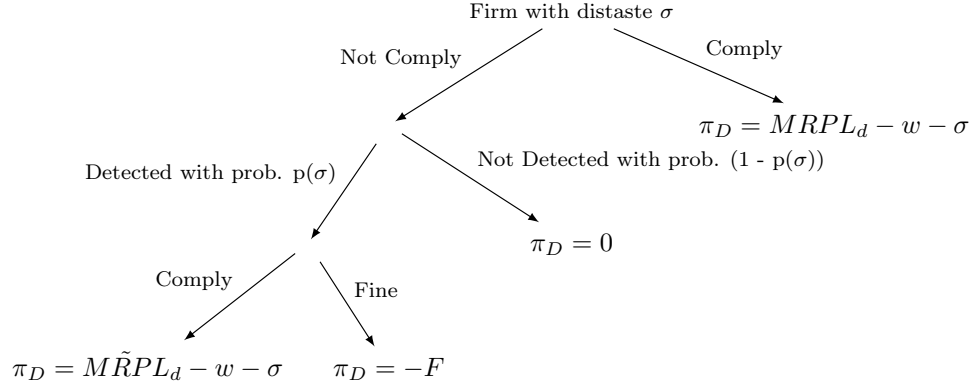 Firm with distaste σ
Not Comply
Comply
π_D = MRPL_d − w − σ
Detected with prob. p(σ)
Not Detected with prob. (1 - p(σ))
π_D = 0
Comply
Fine
π_D = MR̃PL_d − w − σ
π_D = −F